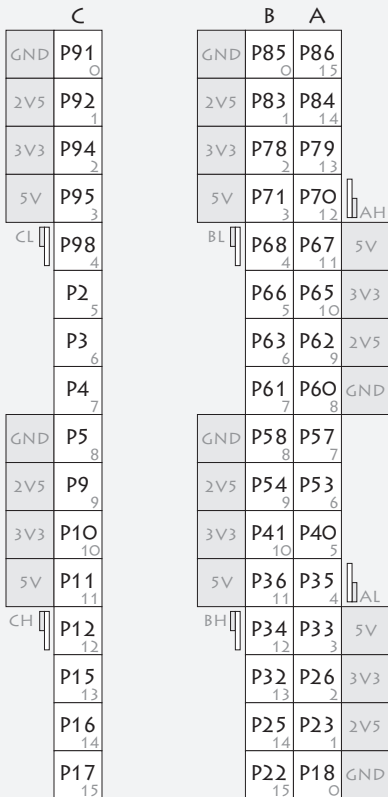 C B A
GND P91 0 GND P85 0 P86 15
2V5 P92 1 2V5 P83 1 P84 14
3V3 P94 2 3V3 P78 2 P79 13
5V P95 3 5V P71 3 P70 12 AH
CL P98 4 BL P68 4 P67 11 5V
P2 5 P66 5 P65 10 3V3
P3 6 P63 6 P62 9 2V5
P4 7 P61 7 P60 8 GND
GND P5 8 GND P58 8 P57 7
2V5 P9 9 2V5 P54 9 P53 6
3V3 P10 10 3V3 P41 10 P40 5
5V P11 11 5V P36 11 P35 4 AL
CH P12 12 BH P34 12 P33 3 5V
P15 13 P32 13 P26 2 3V3
P16 14 P25 14 P23 1 2V5
P17 15 P22 15 P18 0 GND